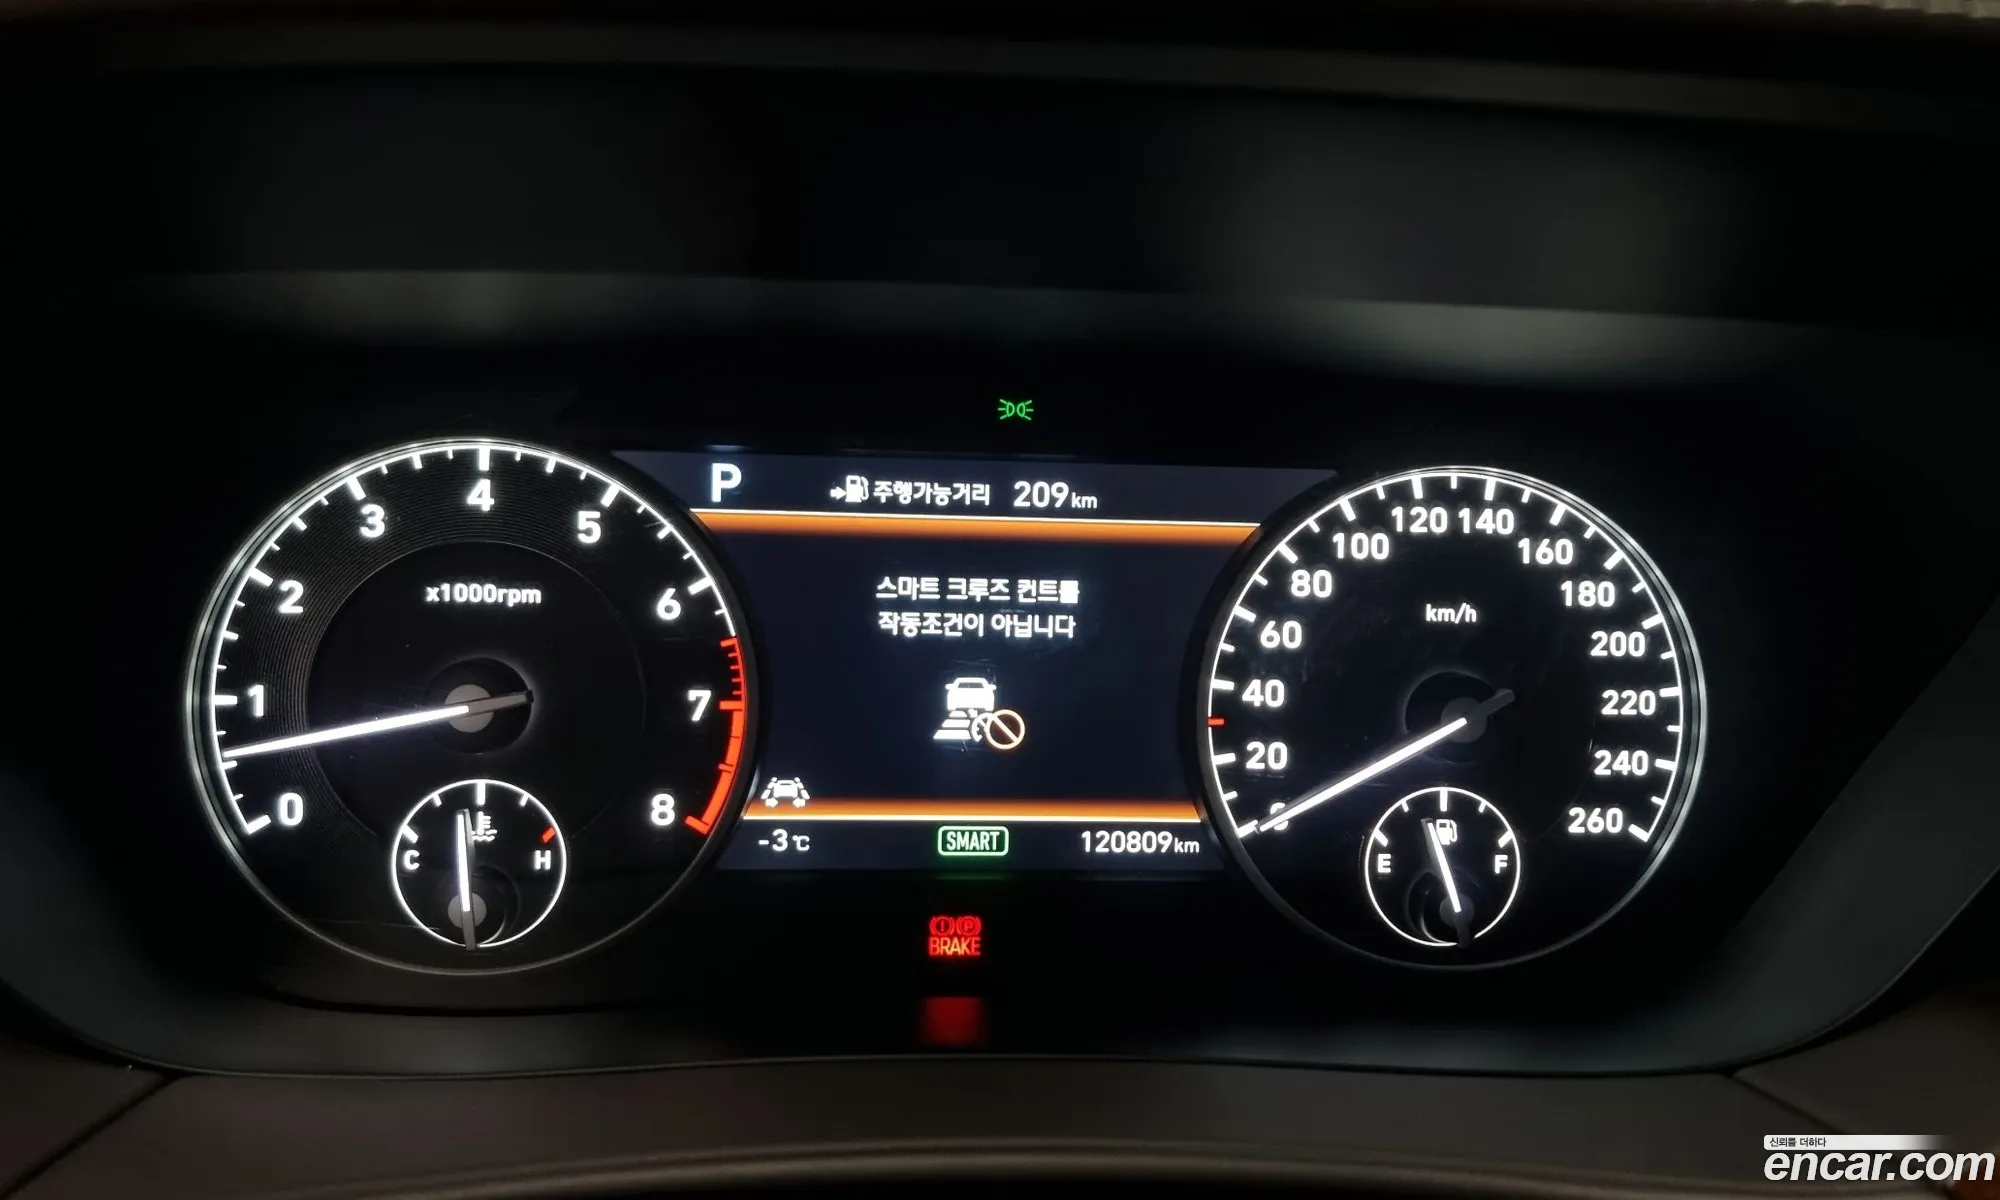 P 주행가능거리 209km
스마트 크루즈 컨트롤
작동조건이 아닙니다
-3℃ SMART 120809km
0 1 2 3 4 5 6 7 8
x1000rpm
C H
0 20 40 60 80 100 120 140 160 180 200 220 240 260
km/h
E F
BRAKE
신뢰를 더하다
encar.com